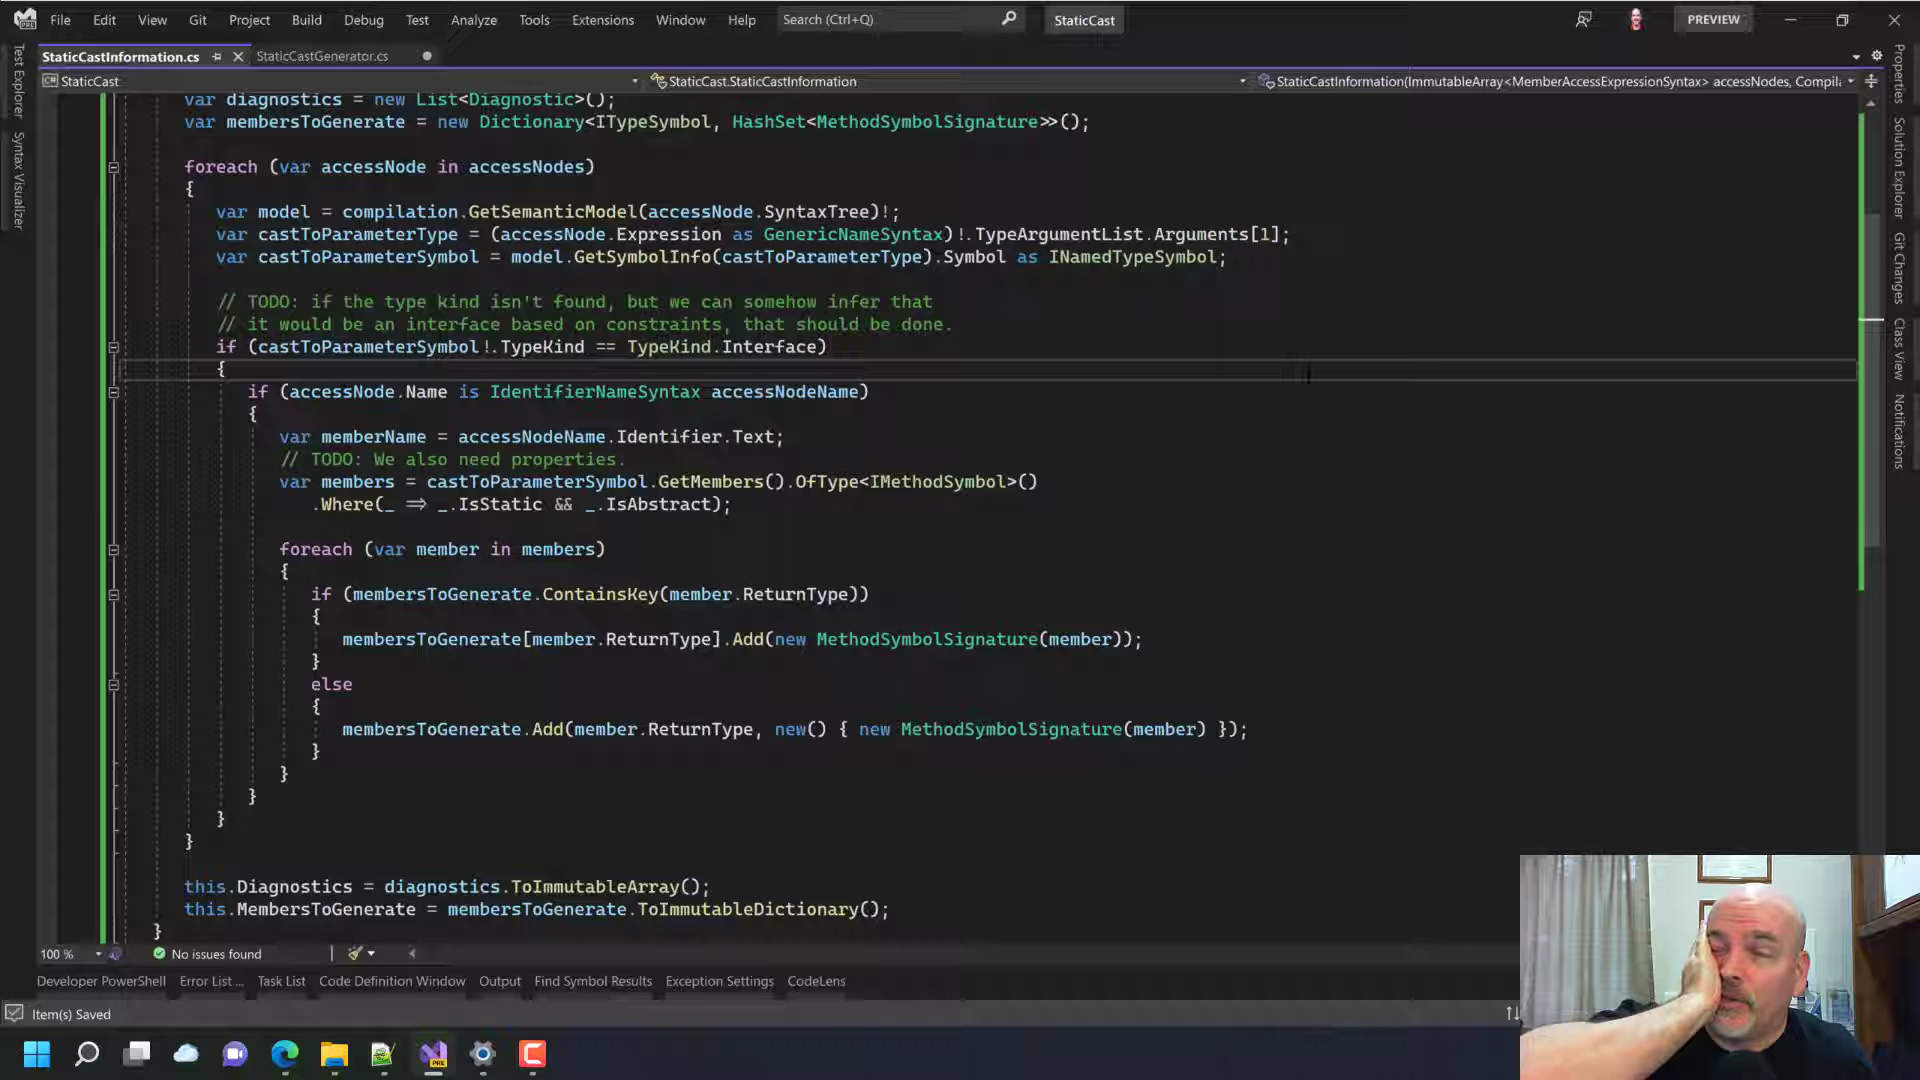 File Edit View Git Project Build Debug Test Analyze Tools Extensions Window Help Search (Ctrl+Q) StaticCast PREVIEW
StaticCastInformation.cs StaticCastGenerator.cs
StaticCast StaticCast.StaticCastInformation StaticCastInformation(ImmutableArray<MemberAccessExpressionSyntax> accessNodes, Compila
var diagnostics = new List<Diagnostic>();
var membersToGenerate = new Dictionary<ITypeSymbol, HashSet<MethodSymbolSignature>>();
foreach (var accessNode in accessNodes)
{
var model = compilation.GetSemanticModel(accessNode.SyntaxTree)!;
var castToParameterType = (accessNode.Expression as GenericNameSyntax)!.TypeArgumentList.Arguments[1];
var castToParameterSymbol = model.GetSymbolInfo(castToParameterType).Symbol as INamedTypeSymbol;
// TODO: if the type kind isn't found, but we can somehow infer that
// it would be an interface based on constraints, that should be done.
if (castToParameterSymbol!.TypeKind == TypeKind.Interface)
{
if (accessNode.Name is IdentifierNameSyntax accessNodeName)
{
var memberName = accessNodeName.Identifier.Text;
// TODO: We also need properties.
var members = castToParameterSymbol.GetMembers().OfType<IMethodSymbol>()
.Where(_ => _.IsStatic && _.IsAbstract);
foreach (var member in members)
{
if (membersToGenerate.ContainsKey(member.ReturnType))
{
membersToGenerate[member.ReturnType].Add(new MethodSymbolSignature(member));
}
else
{
membersToGenerate.Add(member.ReturnType, new() { new MethodSymbolSignature(member) });
}
}
}
}
}
this.Diagnostics = diagnostics.ToImmutableArray();
this.MembersToGenerate = membersToGenerate.ToImmutableDictionary();
}
100 % No issues found
Developer PowerShell Error List ... Task List Code Definition Window Output Find Symbol Results Exception Settings CodeLens
Item(s) Saved
Test Explorer
Syntax Visualizer
Properties
Solution Explorer
Git Changes
Class View
Notifications